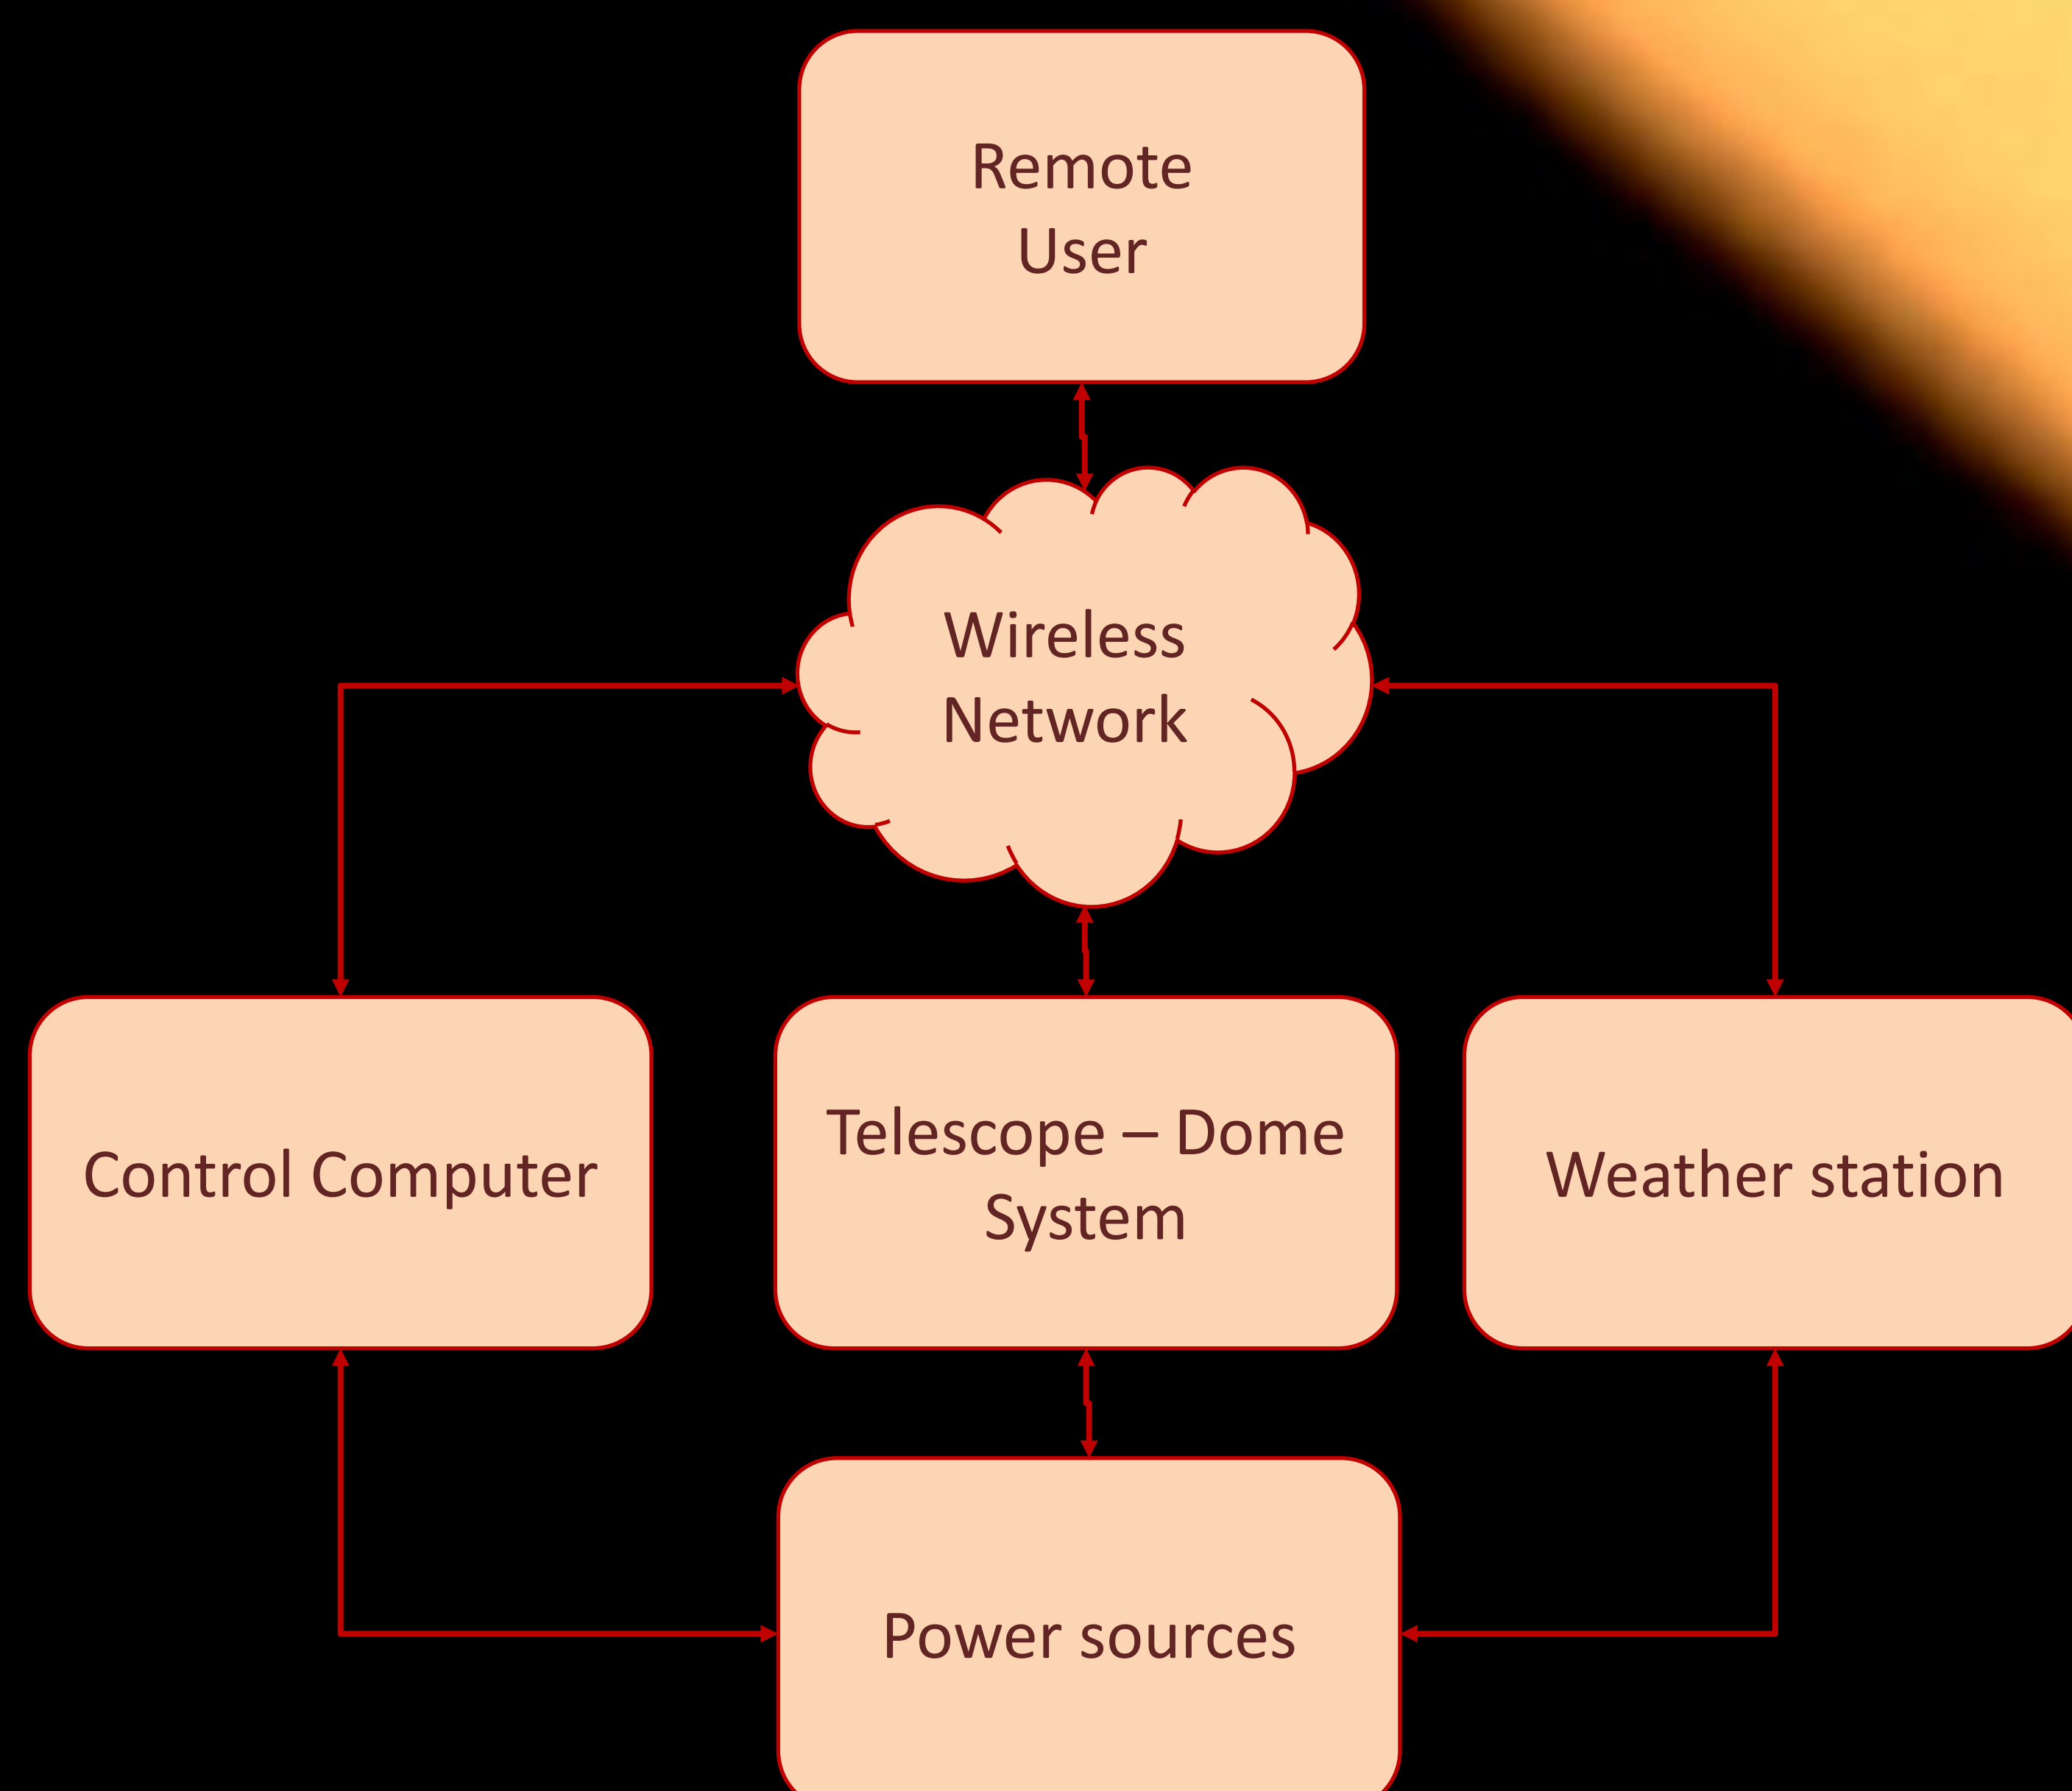 Remote
User
Wireless
Network
Control Computer
Telescope – Dome
System
Weather station
Power sources